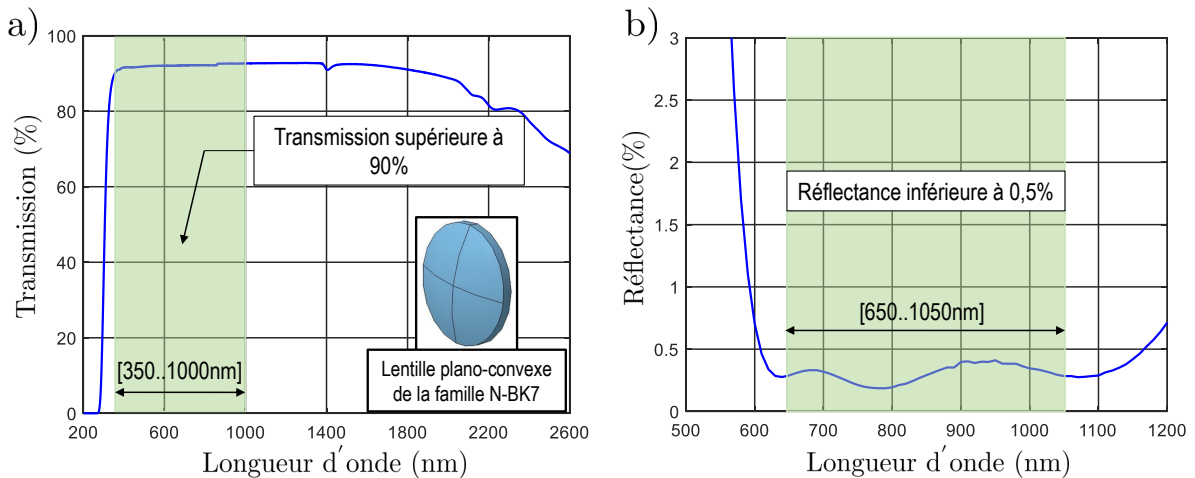 a)
100
80
60
40
20
0
Transmission (%)
Transmission supérieure à
90%
[350..1000nm]
Lentille plano-convexe
de la famille N-BK7
200 600 1000 1400 1800 2200 2600
Longueur d'onde (nm)
b)
3
2.5
2
1.5
1
0.5
0
Réflectance(%)
Réflectance inférieure à 0,5%
[650..1050nm]
500 600 700 800 900 1000 1100 1200
Longueur d'onde (nm)